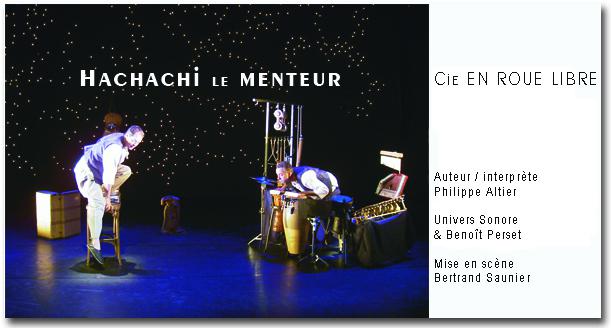 HACHACHi LE MENTEUR
CiE EN ROUE LIBRE
Auteur / interprète
Philippe Altier
Univers Sonore
& Benoît Perset
Mise en scène
Bertrand Saunier